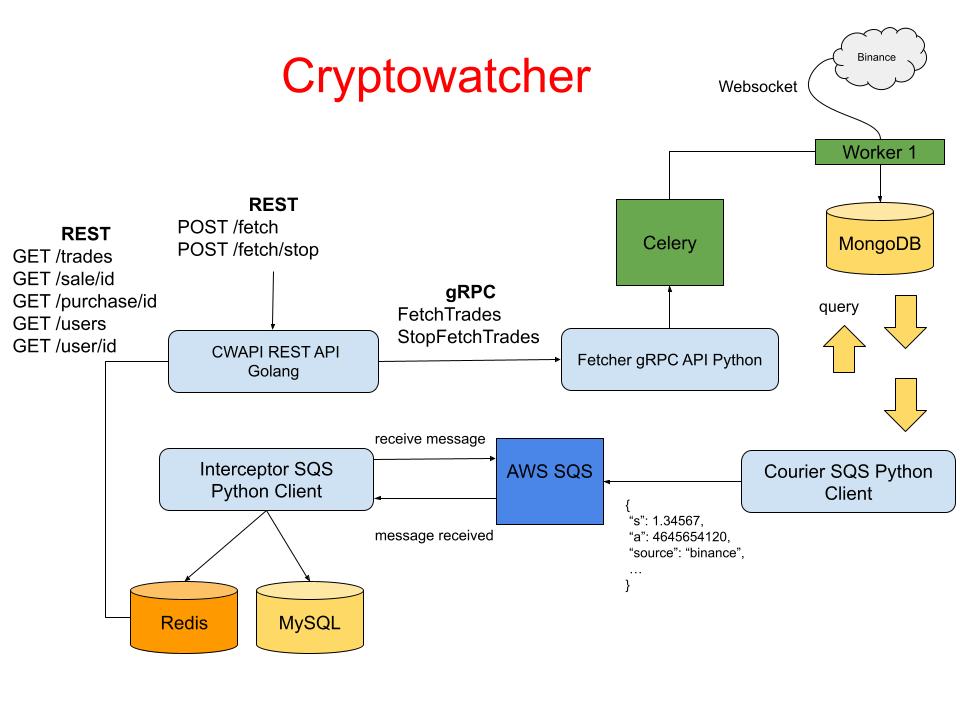 Cryptowatcher
Binance
Websocket
Worker 1
REST
POST /fetch
POST /fetch/stop
REST
GET /trades
GET /sale/id
GET /purchase/id
GET /users
GET /user/id
Celery
MongoDB
gRPC
FetchTrades
StopFetchTrades
query
CWAPI REST API
Golang
Fetcher gRPC API Python
receive message
Interceptor SQS
Python Client
AWS SQS
Courier SQS Python
Client
message received
{
“s”: 1.34567,
“a”: 4645654120,
“source”: “binance”,
…
}
Redis
MySQL